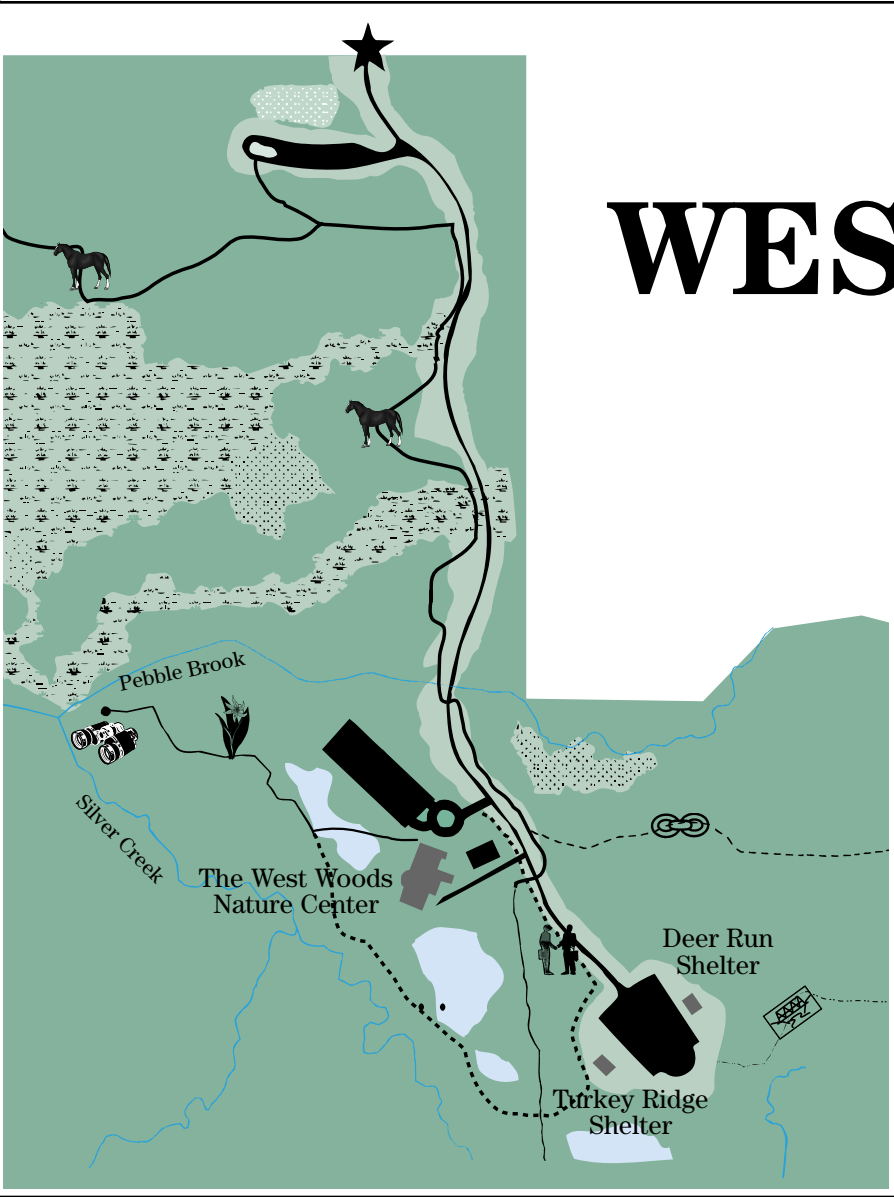 WES
Pebble Brook
Silver Creek
The West Woods
Nature Center
Deer Run
Shelter
Turkey Ridge
Shelter